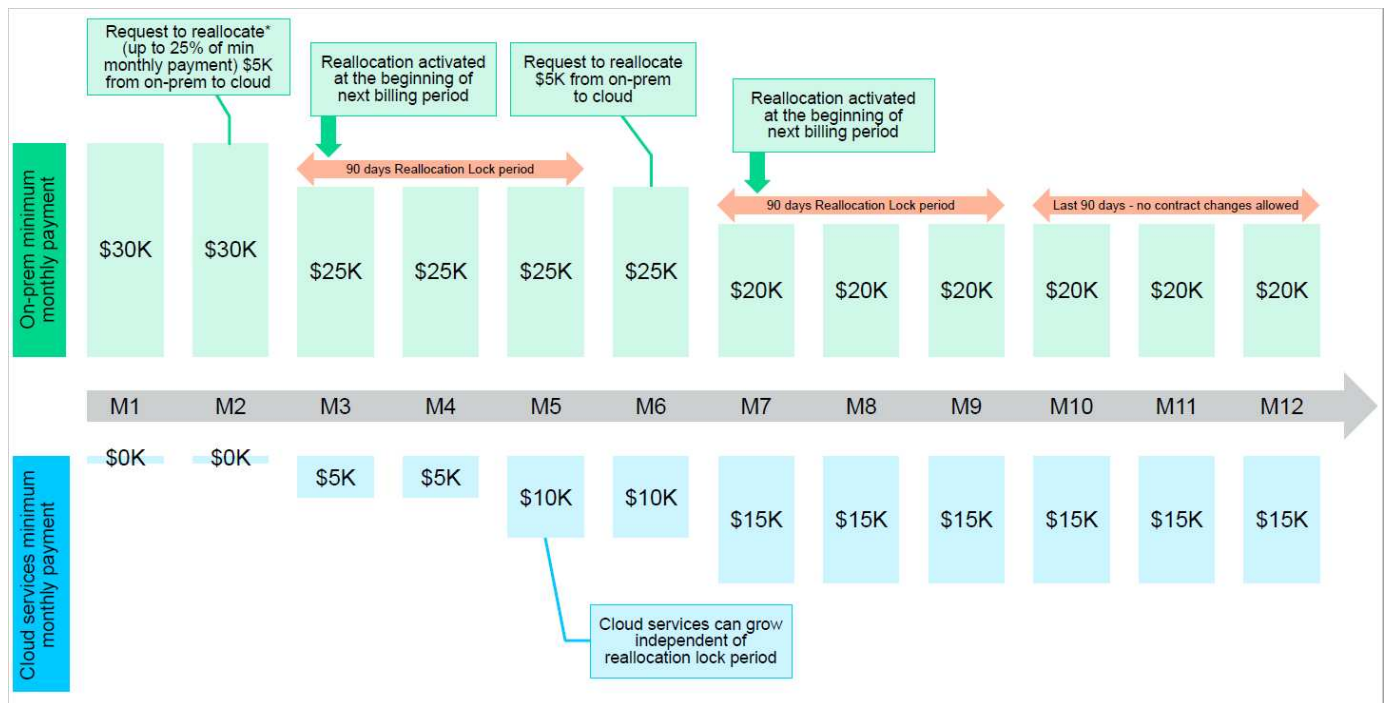 Request to reallocate*
(up to 25% of min
monthly payment) $5K
from on-prem to cloud
Reallocation activated
at the beginning of
next billing period
Request to reallocate
$5K from on-prem
to cloud
Reallocation activated
at the beginning of
next billing period
On-prem minimum
monthly payment
90 days Reallocation Lock period
90 days Reallocation Lock period
Last 90 days - no contract changes allowed
$30K $30K $25K $25K $25K $25K $20K $20K $20K $20K $20K $20K
M1 M2 M3 M4 M5 M6 M7 M8 M9 M10 M11 M12
Cloud services minimum
monthly payment
$0K $0K $5K $5K $10K $10K $15K $15K $15K $15K $15K $15K
Cloud services can grow
independent of
reallocation lock period